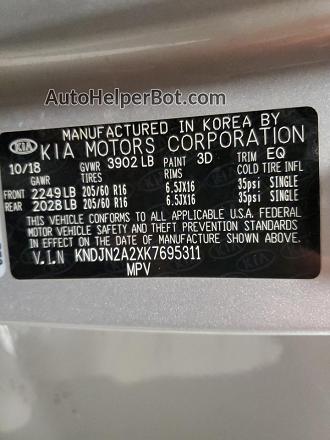 AutoHelperBot.com
MANUFACTURED IN KOREA BY
KIA KIA MOTORS CORPORATION
10/18 GVWR 3902 LB PAINT 3D TRIM EQ
GAWR TIRES RIMS COLD TIRE INFL
FRONT 2249 LB 205/60 R16 6.5JX16 35psi SINGLE
REAR 2028 LB 205/60 R16 6.5JX16 35psi SINGLE
THIS VEHICLE CONFORMS TO ALL APPLICABLE U.S.A. FEDERAL
MOTOR VEHICLE SAFETY AND THEFT PREVENTION STANDARDS
IN EFFECT ON THE DATE OF MANUFACTURE SHOWN ABOVE.
V.I.N KNDJN2A2XK7695311
MPV
AutoHelperBot.com